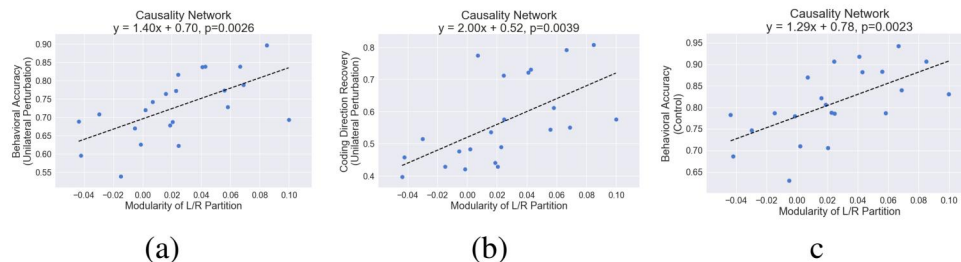 Causality Network
y = 1.40x + 0.70, p=0.0026
Behavioral Accuracy
(Unilateral Perturbation)
0.90
0.85
0.80
0.75
0.70
0.65
0.60
0.55
-0.04 -0.02 0.00 0.02 0.04 0.06 0.08 0.10
Modularity of L/R Partition
(a)
Causality Network
y = 2.00x + 0.52, p=0.0039
Coding Direction Recovery
(Unilateral Perturbation)
0.8
0.7
0.6
0.5
0.4
-0.04 -0.02 0.00 0.02 0.04 0.06 0.08 0.10
Modularity of L/R Partition
(b)
Causality Network
y = 1.29x + 0.78, p=0.0023
Behavioral Accuracy
(Control)
0.95
0.90
0.85
0.80
0.75
0.70
0.65
-0.04 -0.02 0.00 0.02 0.04 0.06 0.08 0.10
Modularity of L/R Partition
c